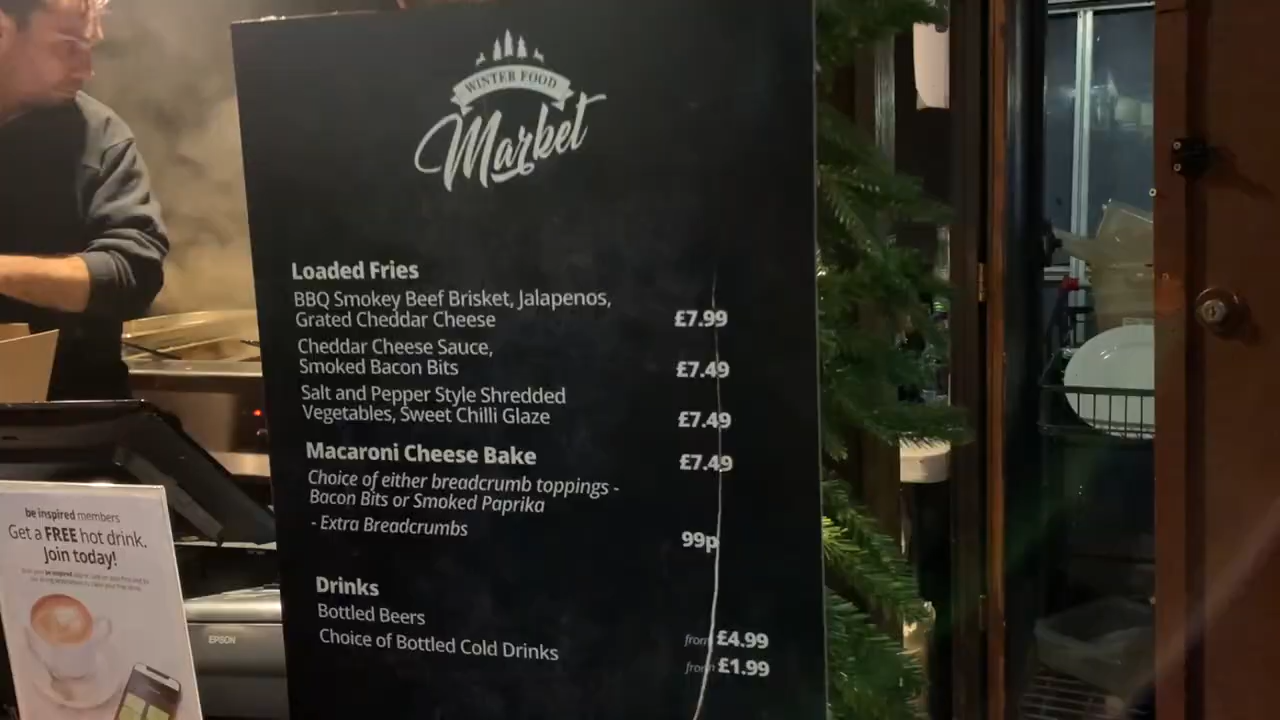 WINTER FOOD
Market
Loaded Fries
BBQ Smokey Beef Brisket, Jalapenos,
Grated Cheddar Cheese £7.99
Cheddar Cheese Sauce,
Smoked Bacon Bits £7.49
Salt and Pepper Style Shredded
Vegetables, Sweet Chilli Glaze £7.49
Macaroni Cheese Bake £7.49
Choice of either breadcrumb toppings -
Bacon Bits or Smoked Paprika
- Extra Breadcrumbs 99p
Drinks
Bottled Beers from £4.99
Choice of Bottled Cold Drinks from £1.99
be inspired members
Get a FREE hot drink.
Join today!
EPSON